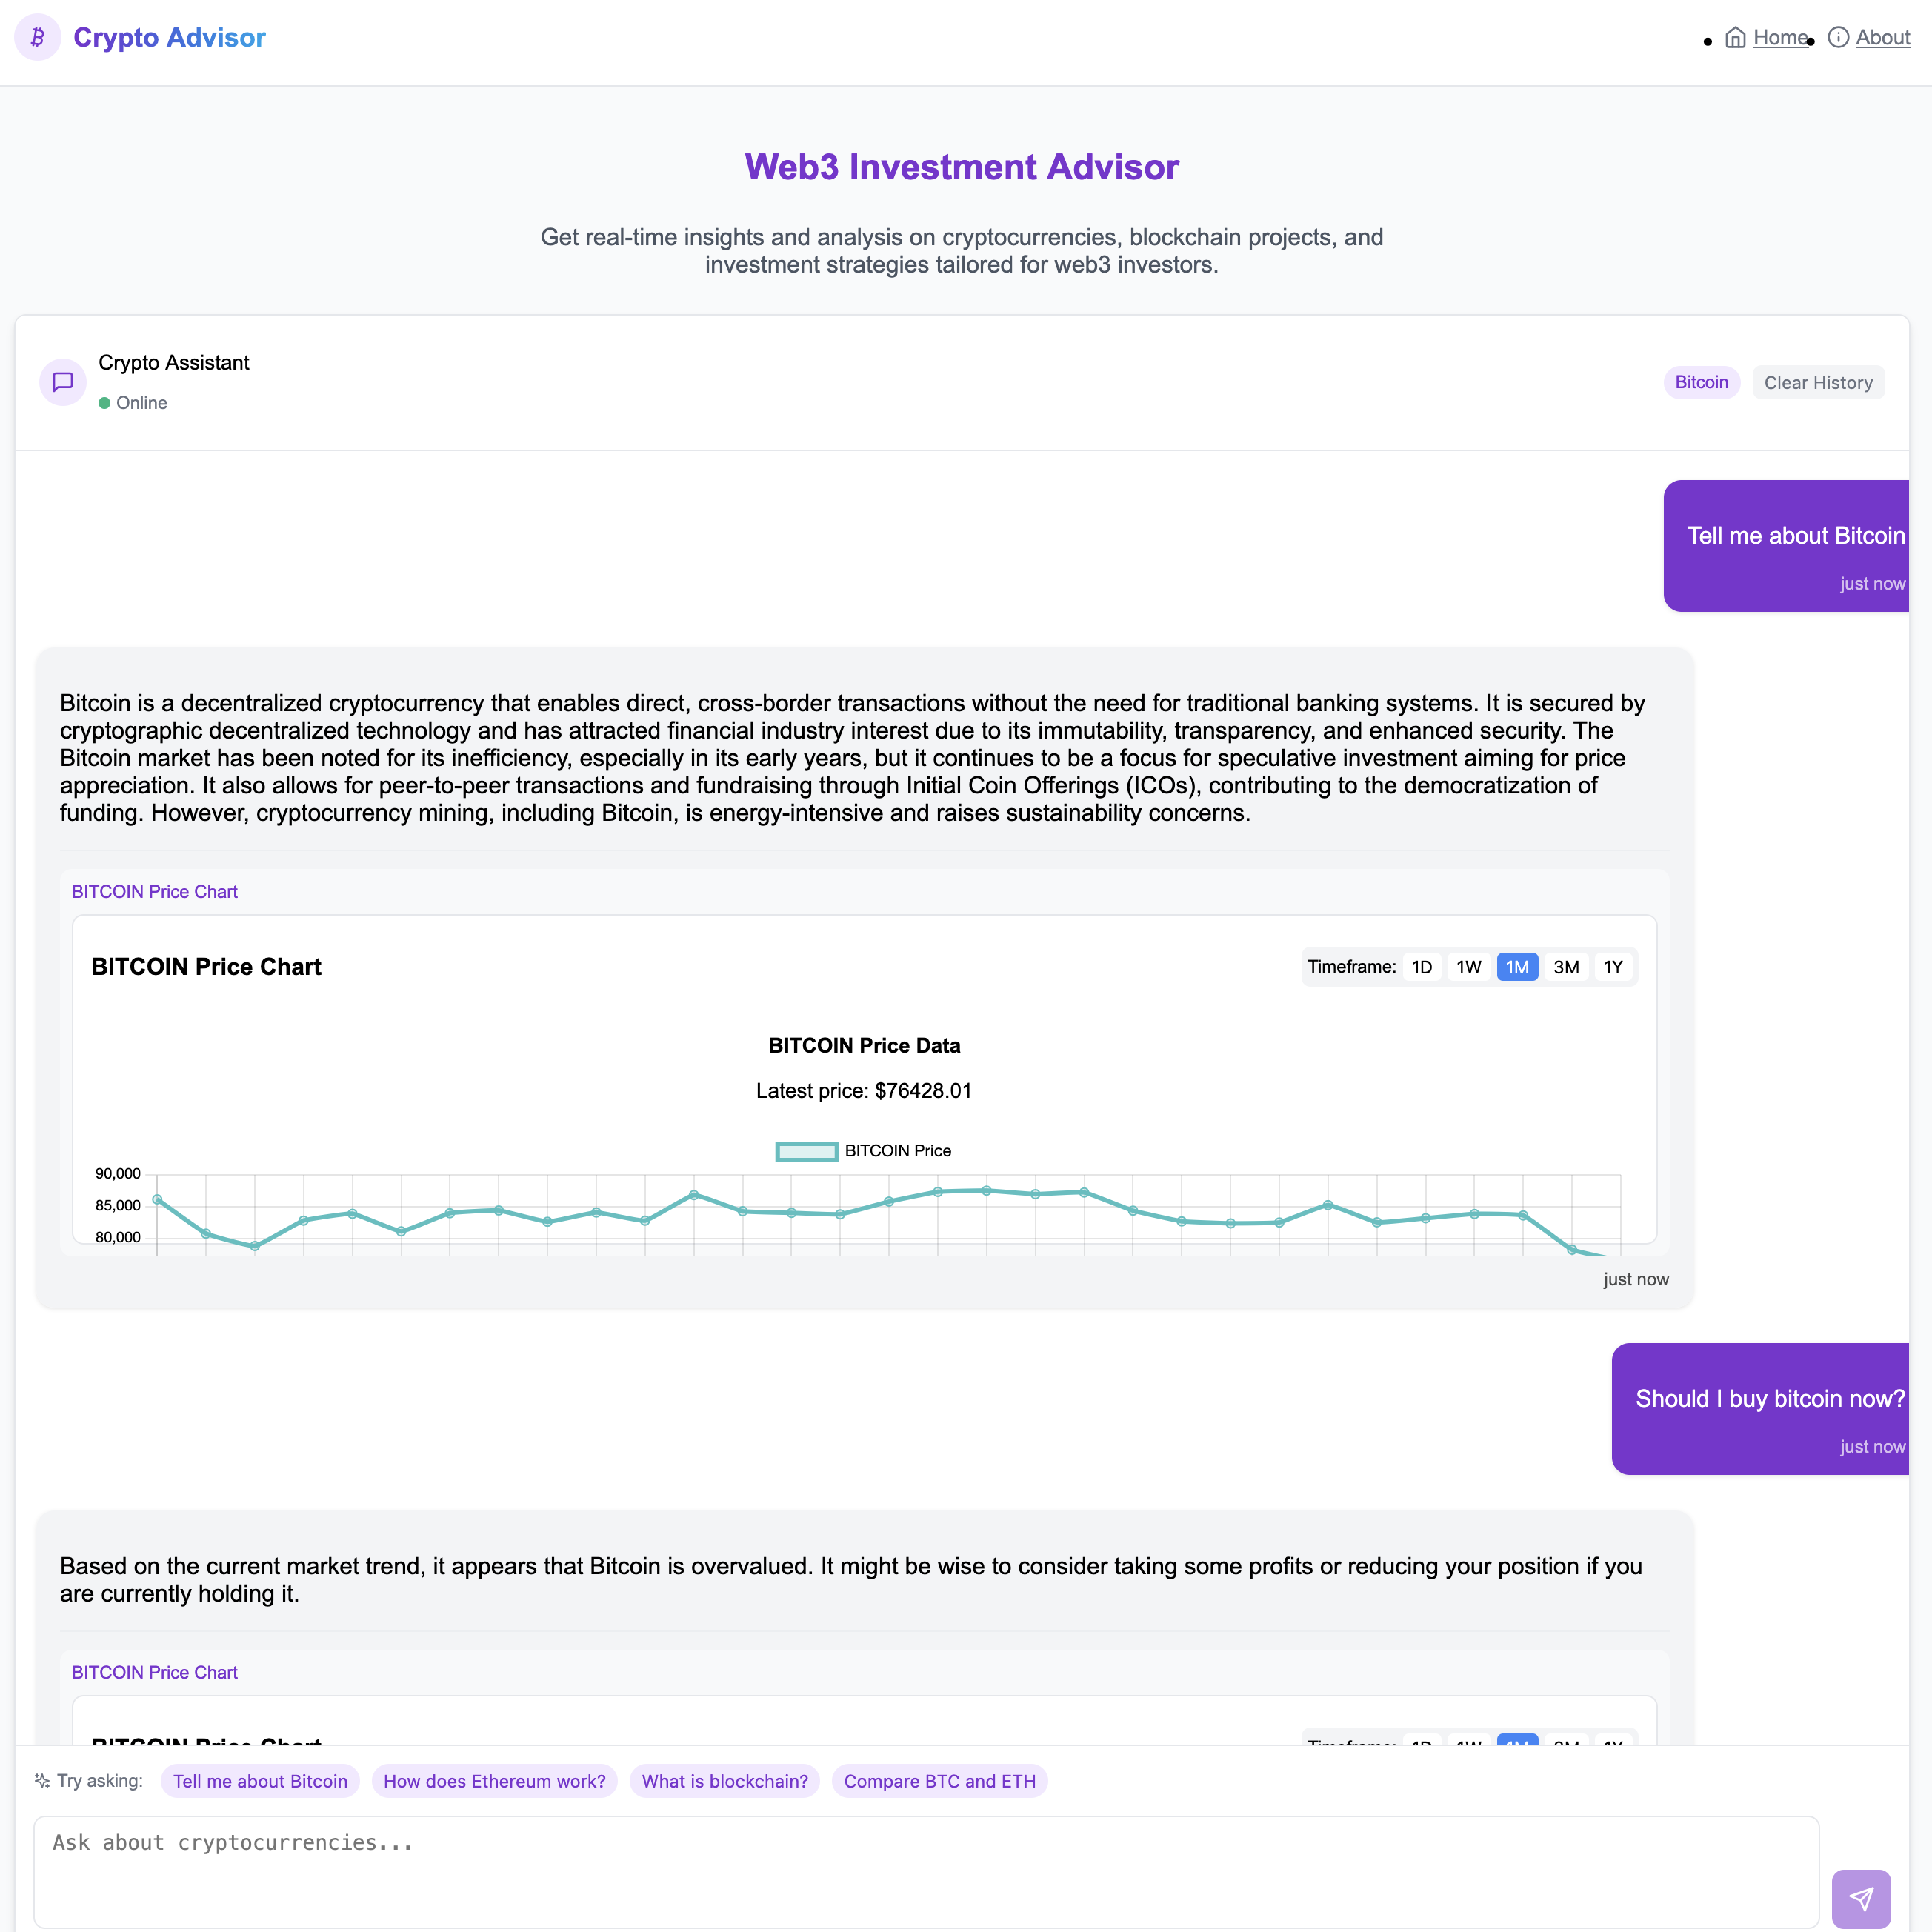 Crypto Advisor
Home
About
Web3 Investment Advisor
Get real-time insights and analysis on cryptocurrencies, blockchain projects, and
investment strategies tailored for web3 investors.
Crypto Assistant
Online
Bitcoin
Clear History
Tell me about Bitcoin
just now
Bitcoin is a decentralized cryptocurrency that enables direct, cross-border transactions without the need for traditional banking systems. It is secured by
cryptographic decentralized technology and has attracted financial industry interest due to its immutability, transparency, and enhanced security. The
Bitcoin market has been noted for its inefficiency, especially in its early years, but it continues to be a focus for speculative investment aiming for price
appreciation. It also allows for peer-to-peer transactions and fundraising through Initial Coin Offerings (ICOs), contributing to the democratization of
funding. However, cryptocurrency mining, including Bitcoin, is energy-intensive and raises sustainability concerns.
BITCOIN Price Chart
BITCOIN Price Chart
Timeframe: 1D 1W 1M 3M 1Y
BITCOIN Price Data
Latest price: $76428.01
BITCOIN Price
90,000
85,000
80,000
just now
Should I buy bitcoin now?
just now
Based on the current market trend, it appears that Bitcoin is overvalued. It might be wise to consider taking some profits or reducing your position if you
are currently holding it.
BITCOIN Price Chart
BITCOIN Price Chart
Timeframe: 1D 1W 1M 3M 1Y
Try asking:
Tell me about Bitcoin
How does Ethereum work?
What is blockchain?
Compare BTC and ETH
Ask about cryptocurrencies...